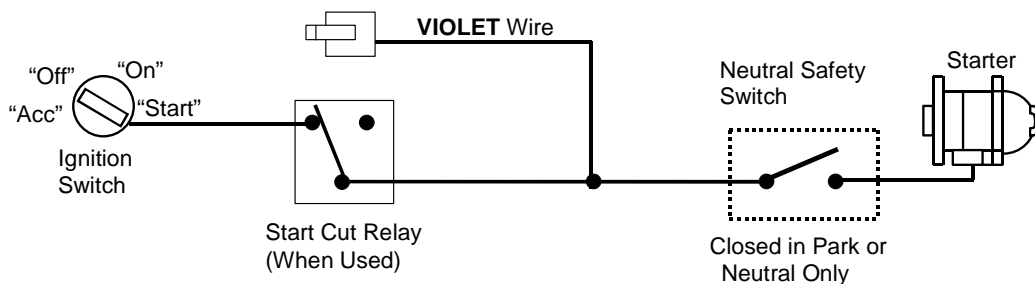 VIOLET Wire
“Off”
“On”
“Acc”
“Start”
Ignition
Switch
Start Cut Relay
(When Used)
Neutral Safety
Switch
Closed in Park or
Neutral Only
Starter